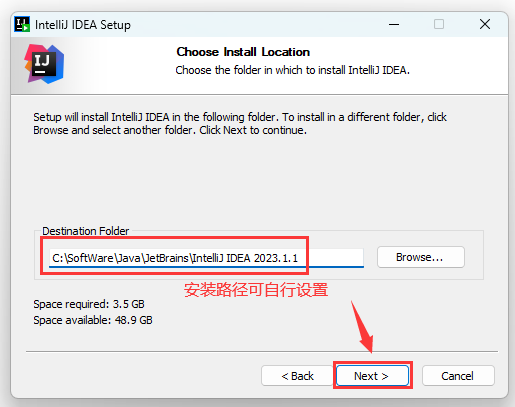 IntelliJ IDEA Setup
IJ
Choose Install Location
Choose the folder in which to install IntelliJ IDEA.
Setup will install IntelliJ IDEA in the following folder. To install in a different folder, click
Browse and select another folder. Click Next to continue.
Destination Folder
C:\SoftWare\Java\JetBrains\IntelliJ IDEA 2023.1.1
Browse...
安装路径可自行设置
Space required: 3.5 GB
Space available: 48.9 GB
< Back
Next >
Cancel